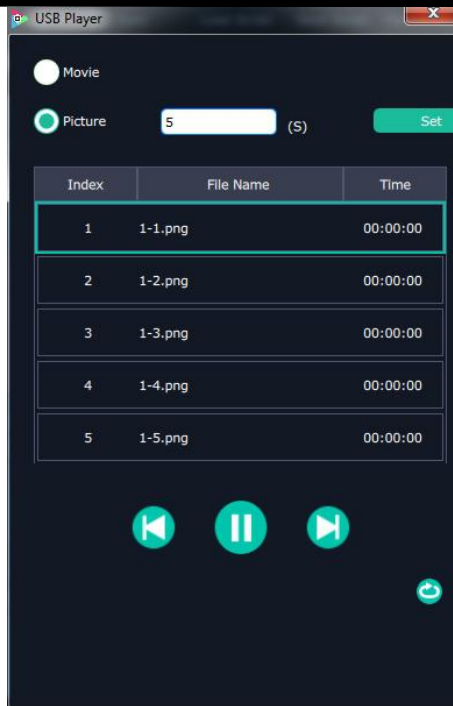 USB Player
Movie
Picture 5 (S) Set
Index File Name Time
1 1-1.png 00:00:00
2 1-2.png 00:00:00
3 1-3.png 00:00:00
4 1-4.png 00:00:00
5 1-5.png 00:00:00